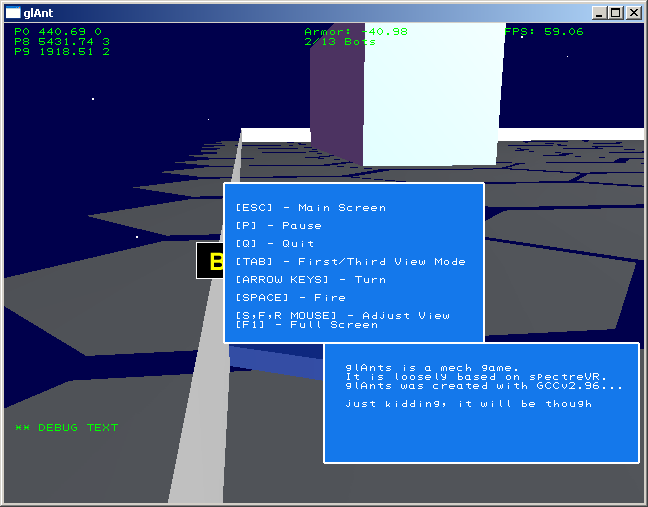 glAnt
P0 440.69 0
P8 5431.74 3
P9 1918.51 2
Armor: -40.98
2/13 Bots
FPS: 59.06
[ESC] - Main Screen
[P] - Pause
[Q] - Quit
[TAB] - First/Third View Mode
[ARROW KEYS] - Turn
[SPACE] - Fire
[S,F,R MOUSE] - Adjust View
[F1] - Full Screen
B
glAnts is a mech game.
It is loosely based on spectreVR.
glAnts was created with GCCv2.96...
just kidding, it will be though
** DEBUG TEXT